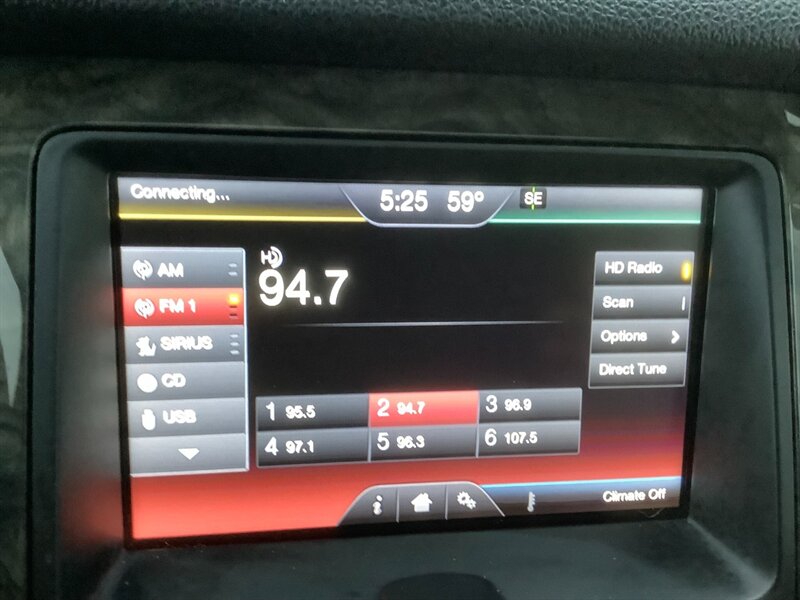 Connecting...
5:25 59° SE
AM
FM 1
SIRIUS
CD
USB
HD
94.7
HD Radio
Scan
Options
Direct Tune
1 95.5
2 94.7
3 96.9
4 97.1
5 96.3
6 107.5
i
Climate Off